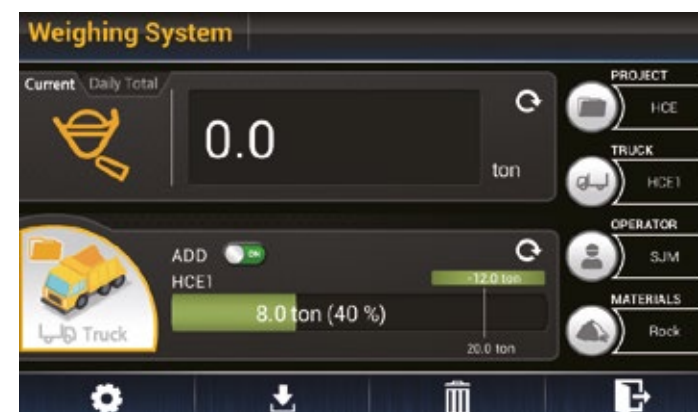 Weighing System
Current Daily Total
0.0
ton
PROJECT
HCE
TRUCK
HCE1
ADD ON
HCE1
-12.0 ton
8.0 ton (40 %)
20.0 ton
Truck
OPERATOR
SJM
MATERIALS
Rock